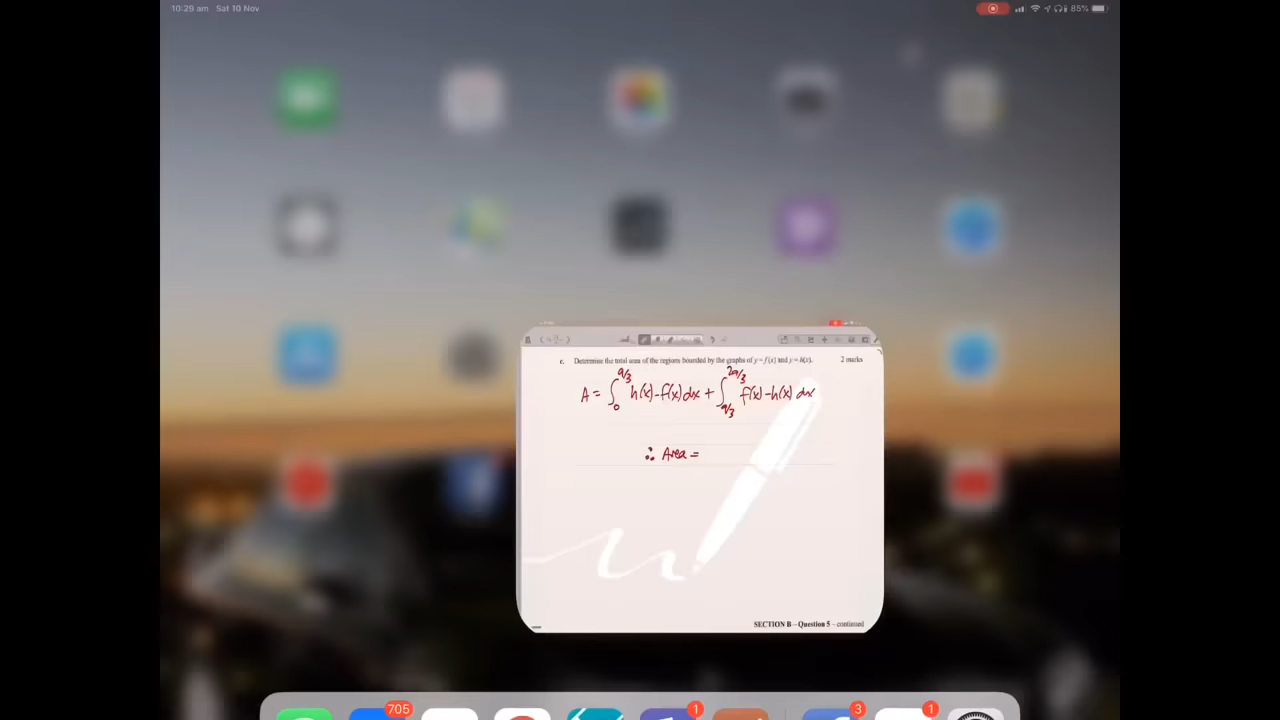 10:29 am Sat 10 Nov 85%
c. Determine the total area of the regions bounded by the graphs of y = f(x) and y = h(x). 2 marks
A = ∫₀^{a/3} h(x) - f(x) dx + ∫_{a/3}^{2a/3} f(x) - h(x) dx
∴ Area =
SECTION B – Question 5 – continued
705 1 3 1